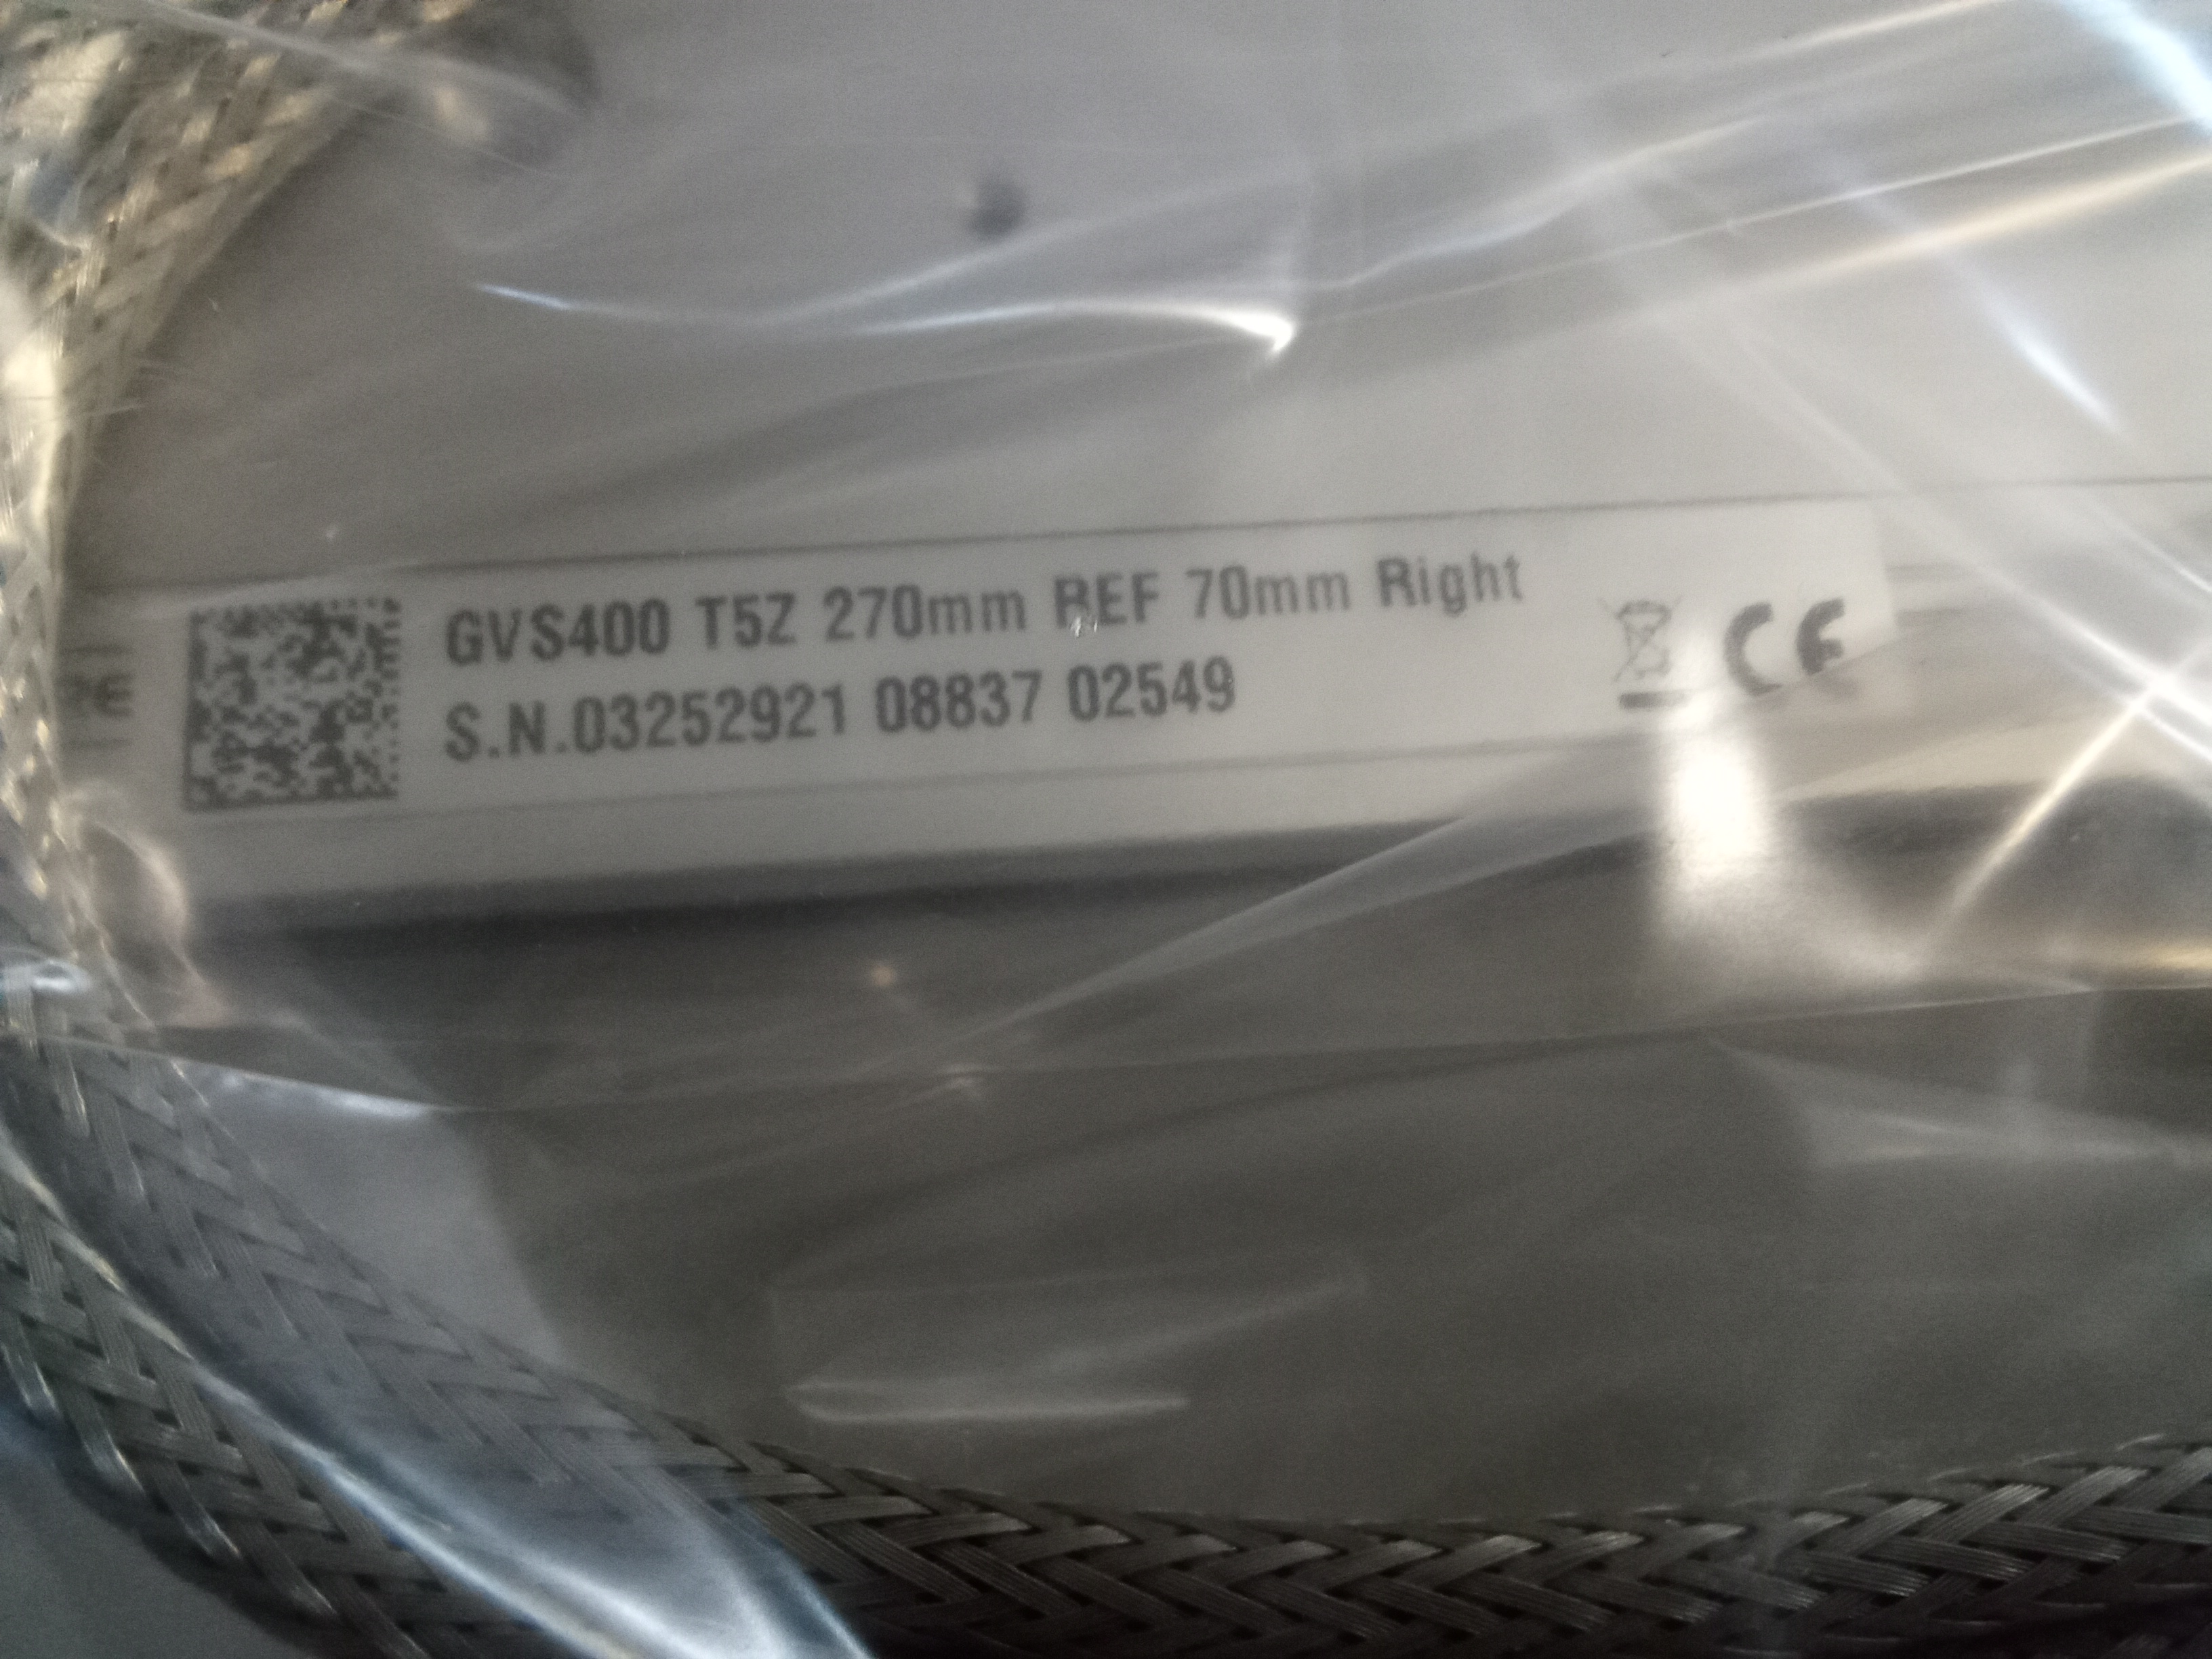 GVS400 T5Z 270mm REF 70mm Right
S.N.03252921 08837 02549
CE